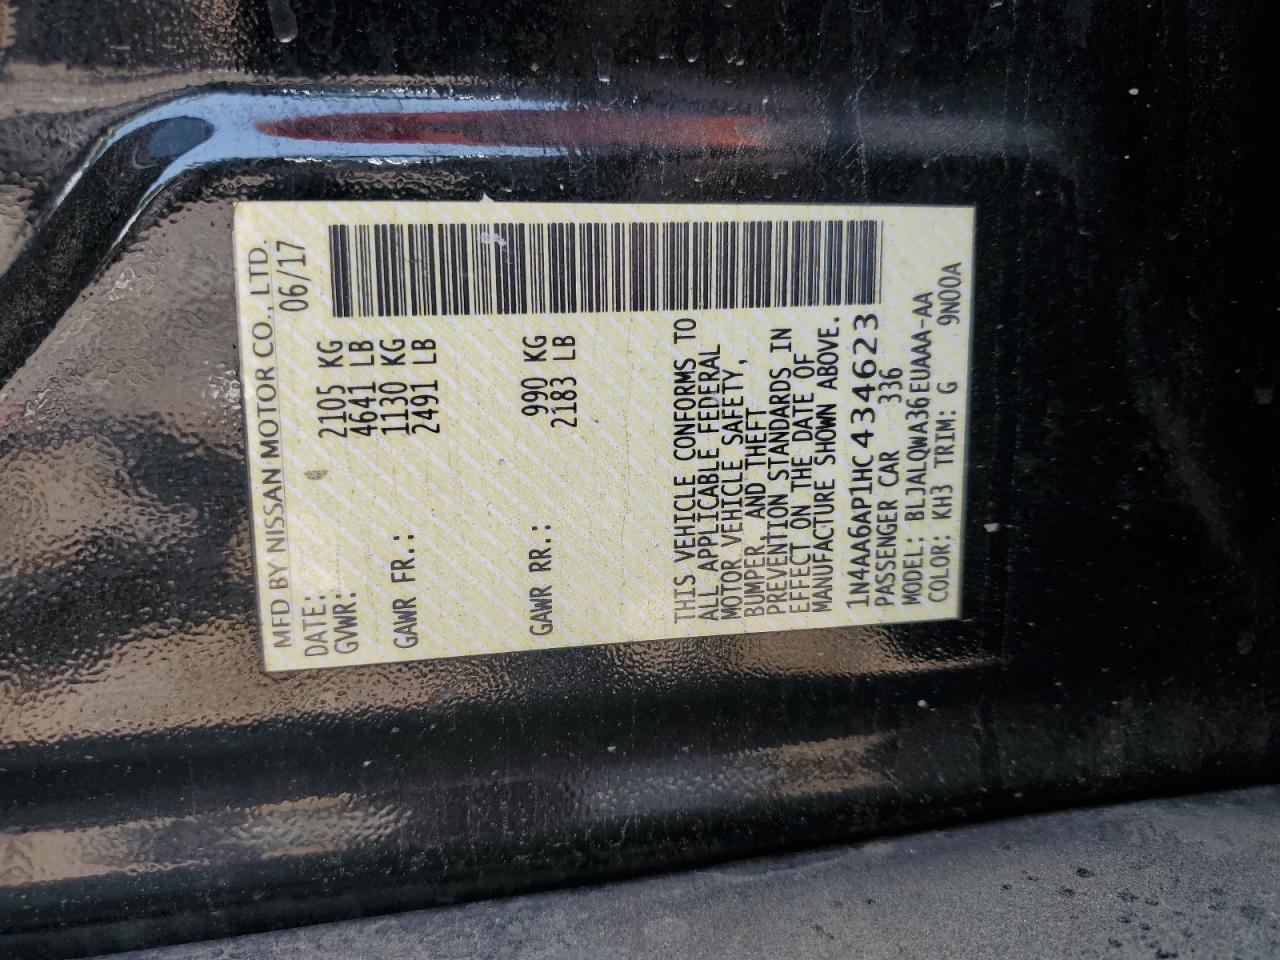 MFD BY NISSAN MOTOR CO., LTD.
DATE: 06/17
GVWR: 2105 KG
4641 LB
GAWR FR.: 1130 KG
2491 LB
GAWR RR.: 990 KG
2183 LB
THIS VEHICLE CONFORMS TO
ALL APPLICABLE FEDERAL
MOTOR VEHICLE SAFETY,
BUMPER AND THEFT
PREVENTION STANDARDS IN
EFFECT ON THE DATE OF
MANUFACTURE SHOWN ABOVE.
1N4AA6AP1HC434623
PASSENGER CAR 336
MODEL: BLJALQWA36EUAAA-AA
COLOR: KH3 TRIM: G 9N00A